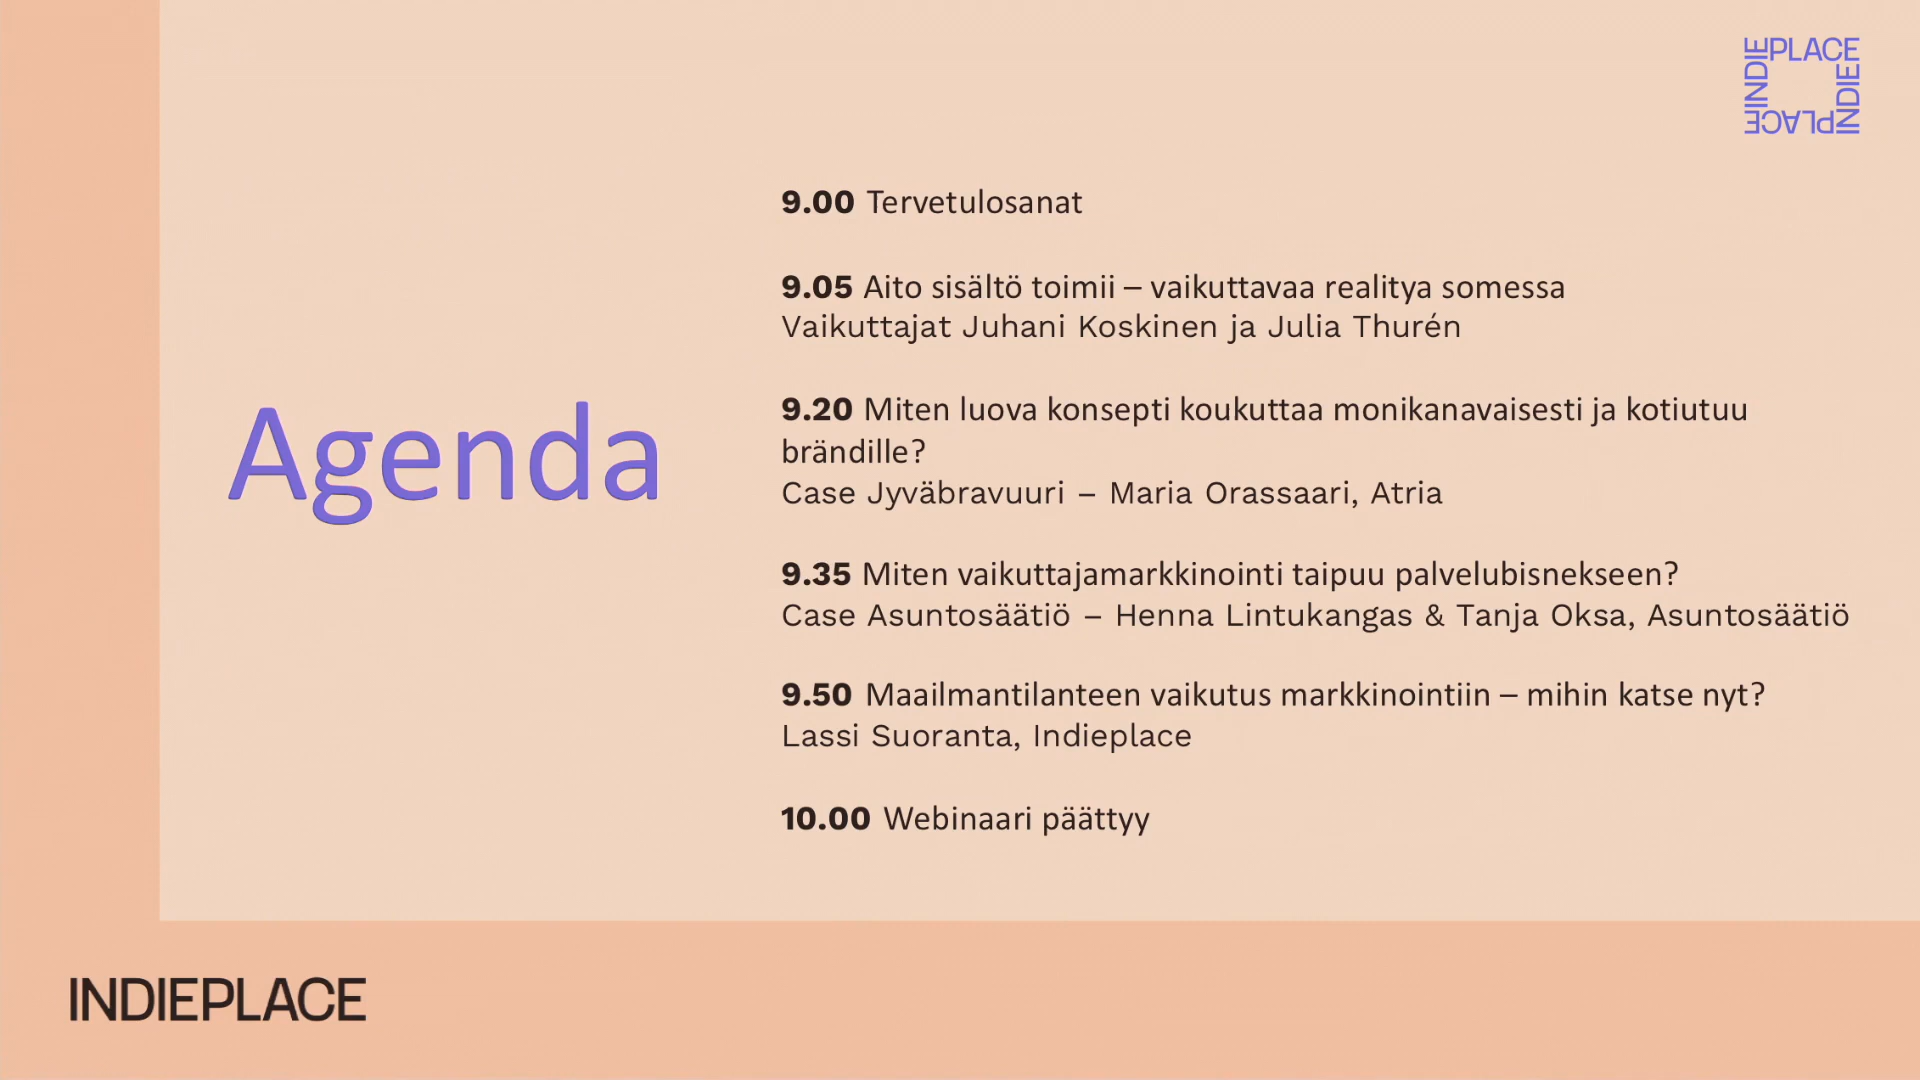 INDIEPLACE
INDIEPLACE
Agenda
9.00 Tervetulosanat
9.05 Aito sisältö toimii – vaikuttavaa realitya somessa
Vaikuttajat Juhani Koskinen ja Julia Thurén
9.20 Miten luova konsepti koukuttaa monikanavaisesti ja kotiutuu
brändille?
Case Jyväbravuuri – Maria Orassaari, Atria
9.35 Miten vaikuttajamarkkinointi taipuu palvelubisnekseen?
Case Asuntosäätiö – Henna Lintukangas & Tanja Oksa, Asuntosäätiö
9.50 Maailmantilanteen vaikutus markkinointiin – mihin katse nyt?
Lassi Suoranta, Indieplace
10.00 Webinaari päättyy
INDIEPLACE